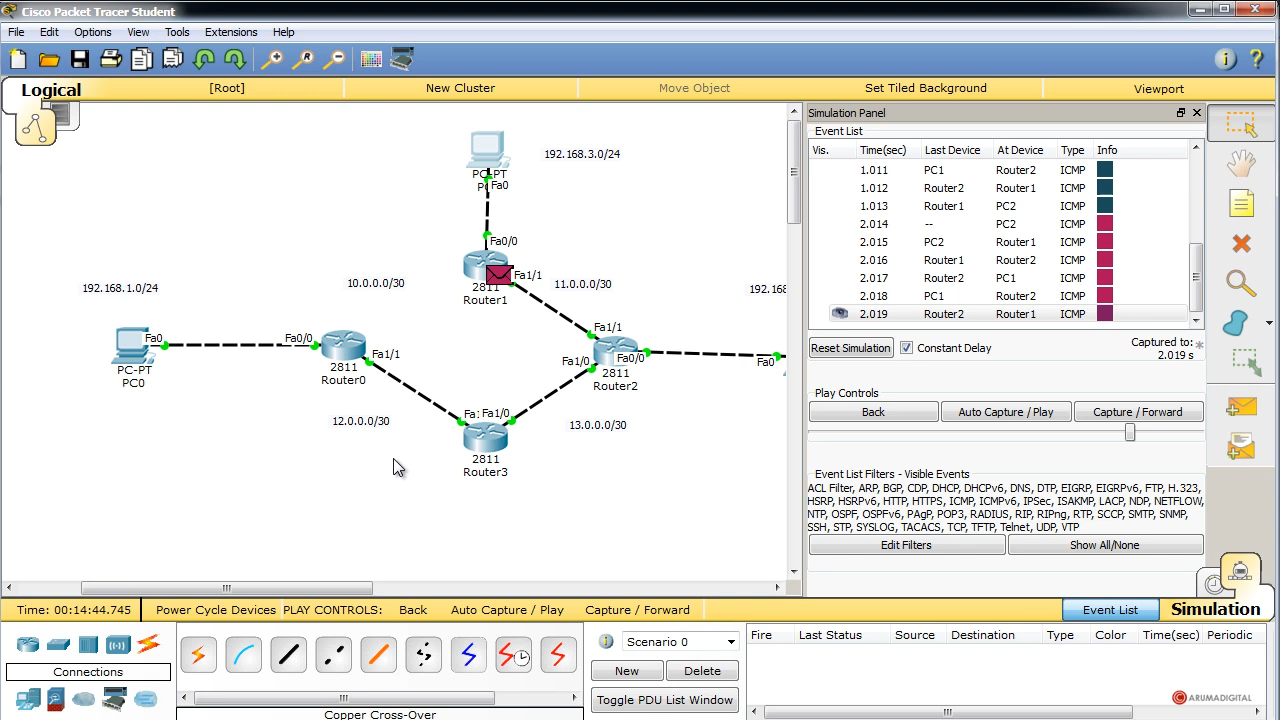 Cisco Packet Tracer Student
File Edit Options View Tools Extensions Help
Logical [Root] New Cluster Move Object Set Tiled Background Viewport
192.168.3.0/24
PC-PT
Fa0
Fa0/0
2811
Router1
Fa1/1
10.0.0.0/30
11.0.0.0/30
192.168.1.0/24
192.16
Fa0
PC-PT
PC0
Fa0/0
2811
Router0
Fa1/1
Fa1/1
Fa1/0
Fa0/0
2811
Router2
Fa0
12.0.0.0/30
Fa1/0
2811
Router3
13.0.0.0/30
Simulation Panel
Event List
Vis. Time(sec) Last Device At Device Type Info
1.011 PC1 Router2 ICMP
1.012 Router2 Router1 ICMP
1.013 Router1 PC2 ICMP
2.014 -- PC2 ICMP
2.015 PC2 Router1 ICMP
2.016 Router1 Router2 ICMP
2.017 Router2 PC1 ICMP
2.018 PC1 Router2 ICMP
2.019 Router2 Router1 ICMP
Reset Simulation Constant Delay Captured to: *
2.019 s
Play Controls
Back Auto Capture / Play Capture / Forward
Event List Filters - Visible Events
ACL Filter, ARP, BGP, CDP, DHCP, DHCPv6, DNS, DTP, EIGRP, EIGRPv6, FTP, H.323,
HSRP, HSRPv6, HTTP, HTTPS, ICMP, ICMPv6, IPSec, ISAKMP, LACP, NDP, NETFLOW,
NTP, OSPF, OSPFv6, PAgP, POP3, RADIUS, RIP, RIPng, RTP, SCCP, SMTP, SNMP,
SSH, STP, SYSLOG, TACACS, TCP, TFTP, Telnet, UDP, VTP
Edit Filters Show All/None
Time: 00:14:44.745 Power Cycle Devices PLAY CONTROLS: Back Auto Capture / Play Capture / Forward Event List Simulation
Connections
Copper Cross-Over
Scenario 0
New Delete
Toggle PDU List Window
Fire Last Status Source Destination Type Color Time(sec) Periodic
CARUMADIGITAL